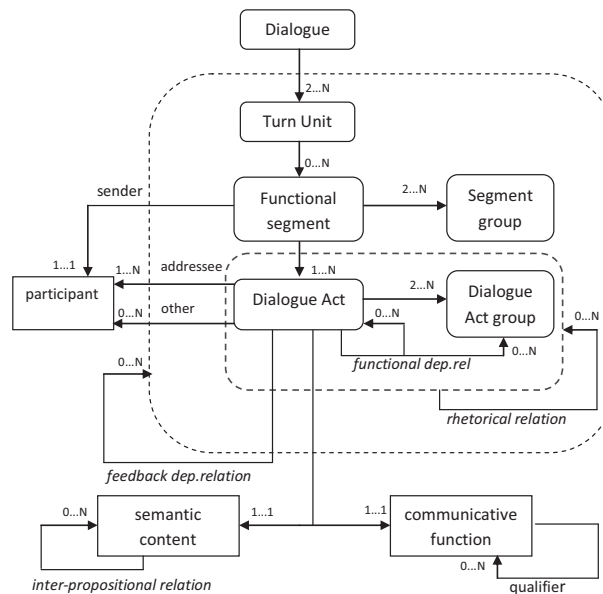 Dialogue
2...N
Turn Unit
0...N
sender
Functional
segment
2...N
Segment
group
1...1
1...N
addressee
1...N
participant
Dialogue Act
2...N
Dialogue
Act group
0...N
other
0...N
0...N
0...N
functional dep.rel
0...N
rhetorical relation
feedback dep.relation
0...N
semantic
content
1...1
1...1
communicative
function
0...N
inter-propositional relation
qualifier